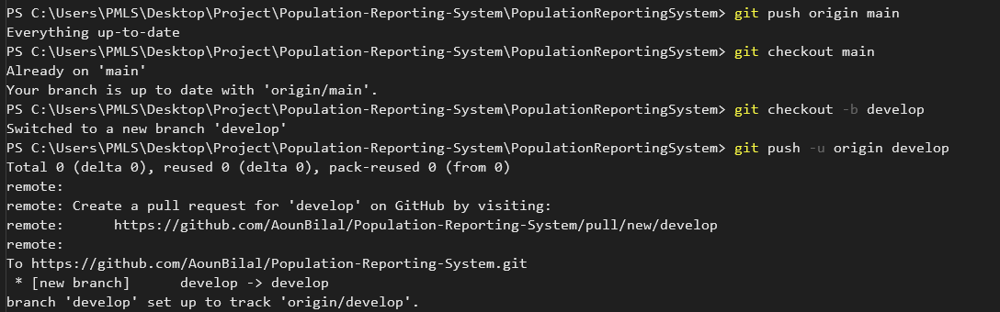 PS C:\Users\PMLS\Desktop\Project\Population-Reporting-System\PopulationReportingSystem> git push origin main
Everything up-to-date
PS C:\Users\PMLS\Desktop\Project\Population-Reporting-System\PopulationReportingSystem> git checkout main
Already on 'main'
Your branch is up to date with 'origin/main'.
PS C:\Users\PMLS\Desktop\Project\Population-Reporting-System\PopulationReportingSystem> git checkout -b develop
Switched to a new branch 'develop'
PS C:\Users\PMLS\Desktop\Project\Population-Reporting-System\PopulationReportingSystem> git push -u origin develop
Total 0 (delta 0), reused 0 (delta 0), pack-reused 0 (from 0)
remote:
remote: Create a pull request for 'develop' on GitHub by visiting:
remote:      https://github.com/AounBilal/Population-Reporting-System/pull/new/develop
remote:
To https://github.com/AounBilal/Population-Reporting-System.git
 * [new branch]      develop -> develop
branch 'develop' set up to track 'origin/develop'.